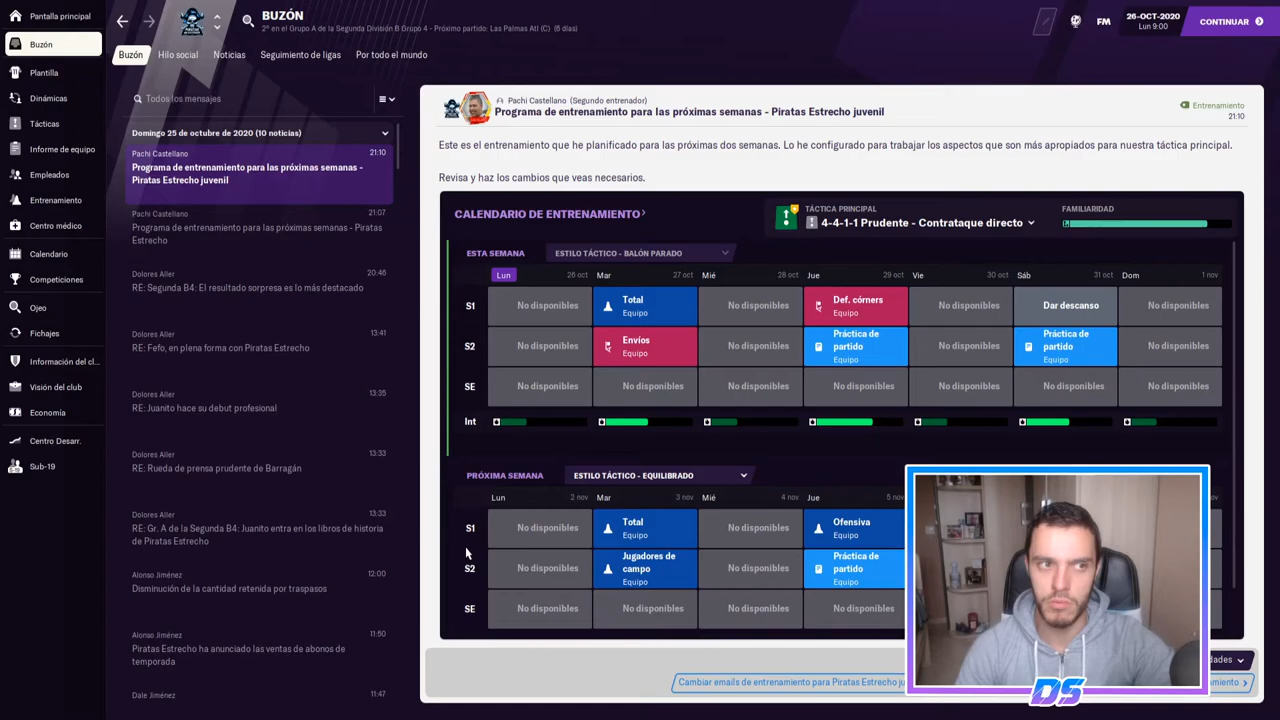 Pantalla principal
Buzón
Plantilla
Dinámicas
Tácticas
Informe de equipo
Empleados
Entrenamiento
Centro médico
Calendario
Competiciones
Ojeo
Fichajes
Información del cl...
Visión del club
Economía
Centro Desarr.
Sub-19
BUZÓN
2º en el Grupo A de la Segunda División B Grupo 4 - Próximo partido: Las Palmas Atl (C) (6 días)
FM
26-OCT-2020
Lun 9:00
CONTINUAR
Buzón
Hilo social
Noticias
Seguimiento de ligas
Por todo el mundo
Todos los mensajes
Domingo 25 de octubre de 2020 (10 noticias)
Pachi Castellano 21:10
Programa de entrenamiento para las próximas semanas -
Piratas Estrecho juvenil
Pachi Castellano 21:07
Programa de entrenamiento para las próximas semanas - Piratas
Estrecho
Dolores Aller 20:46
RE: Segunda B4: El resultado sorpresa es lo más destacado
Dolores Aller 13:41
RE: Fefo, en plena forma con Piratas Estrecho
Dolores Aller 13:35
RE: Juanito hace su debut profesional
Dolores Aller 13:33
RE: Rueda de prensa prudente de Barragán
Dolores Aller 13:33
RE: Gr. A de la Segunda B4: Juanito entra en los libros de historia
de Piratas Estrecho
Alonso Jiménez 12:00
Disminución de la cantidad retenida por traspasos
Alonso Jiménez 11:50
Piratas Estrecho ha anunciado las ventas de abonos de
temporada
Dale Jiménez 11:47
Pachi Castellano (Segundo entrenador)
Programa de entrenamiento para las próximas semanas - Piratas Estrecho juvenil
Entrenamiento
21:10
Este es el entrenamiento que he planificado para las próximas dos semanas. Lo he configurado para trabajar los aspectos que son más apropiados para nuestra táctica principal.
Revisa y haz los cambios que veas necesarios.
CALENDARIO DE ENTRENAMIENTO
TÁCTICA PRINCIPAL
4-4-1-1 Prudente - Contrataque directo
FAMILIARIDAD
ESTA SEMANA
ESTILO TÁCTICO - BALÓN PARADO
Lun 26 oct Mar 27 oct Mié 28 oct Jue 29 oct Vie 30 oct Sáb 31 oct Dom 1 nov
S1
No disponibles
Total
Equipo
No disponibles
Def. córners
Equipo
No disponibles
Dar descanso
No disponibles
S2
No disponibles
Envíos
Equipo
No disponibles
Práctica de
partido
Equipo
No disponibles
Práctica de
partido
Equipo
No disponibles
SE
No disponibles
No disponibles
No disponibles
No disponibles
No disponibles
No disponibles
No disponibles
Int
PRÓXIMA SEMANA
ESTILO TÁCTICO - EQUILIBRADO
Lun 2 nov Mar 3 nov Mié 4 nov Jue 5 nov
S1
No disponibles
Total
Equipo
No disponibles
Ofensiva
Equipo
S2
No disponibles
Jugadores de
campo
Equipo
No disponibles
Práctica de
partido
Equipo
SE
No disponibles
No disponibles
No disponibles
No disponibles
dades
Cambiar emails de entrenamiento para Piratas Estrecho ju
miento
DS